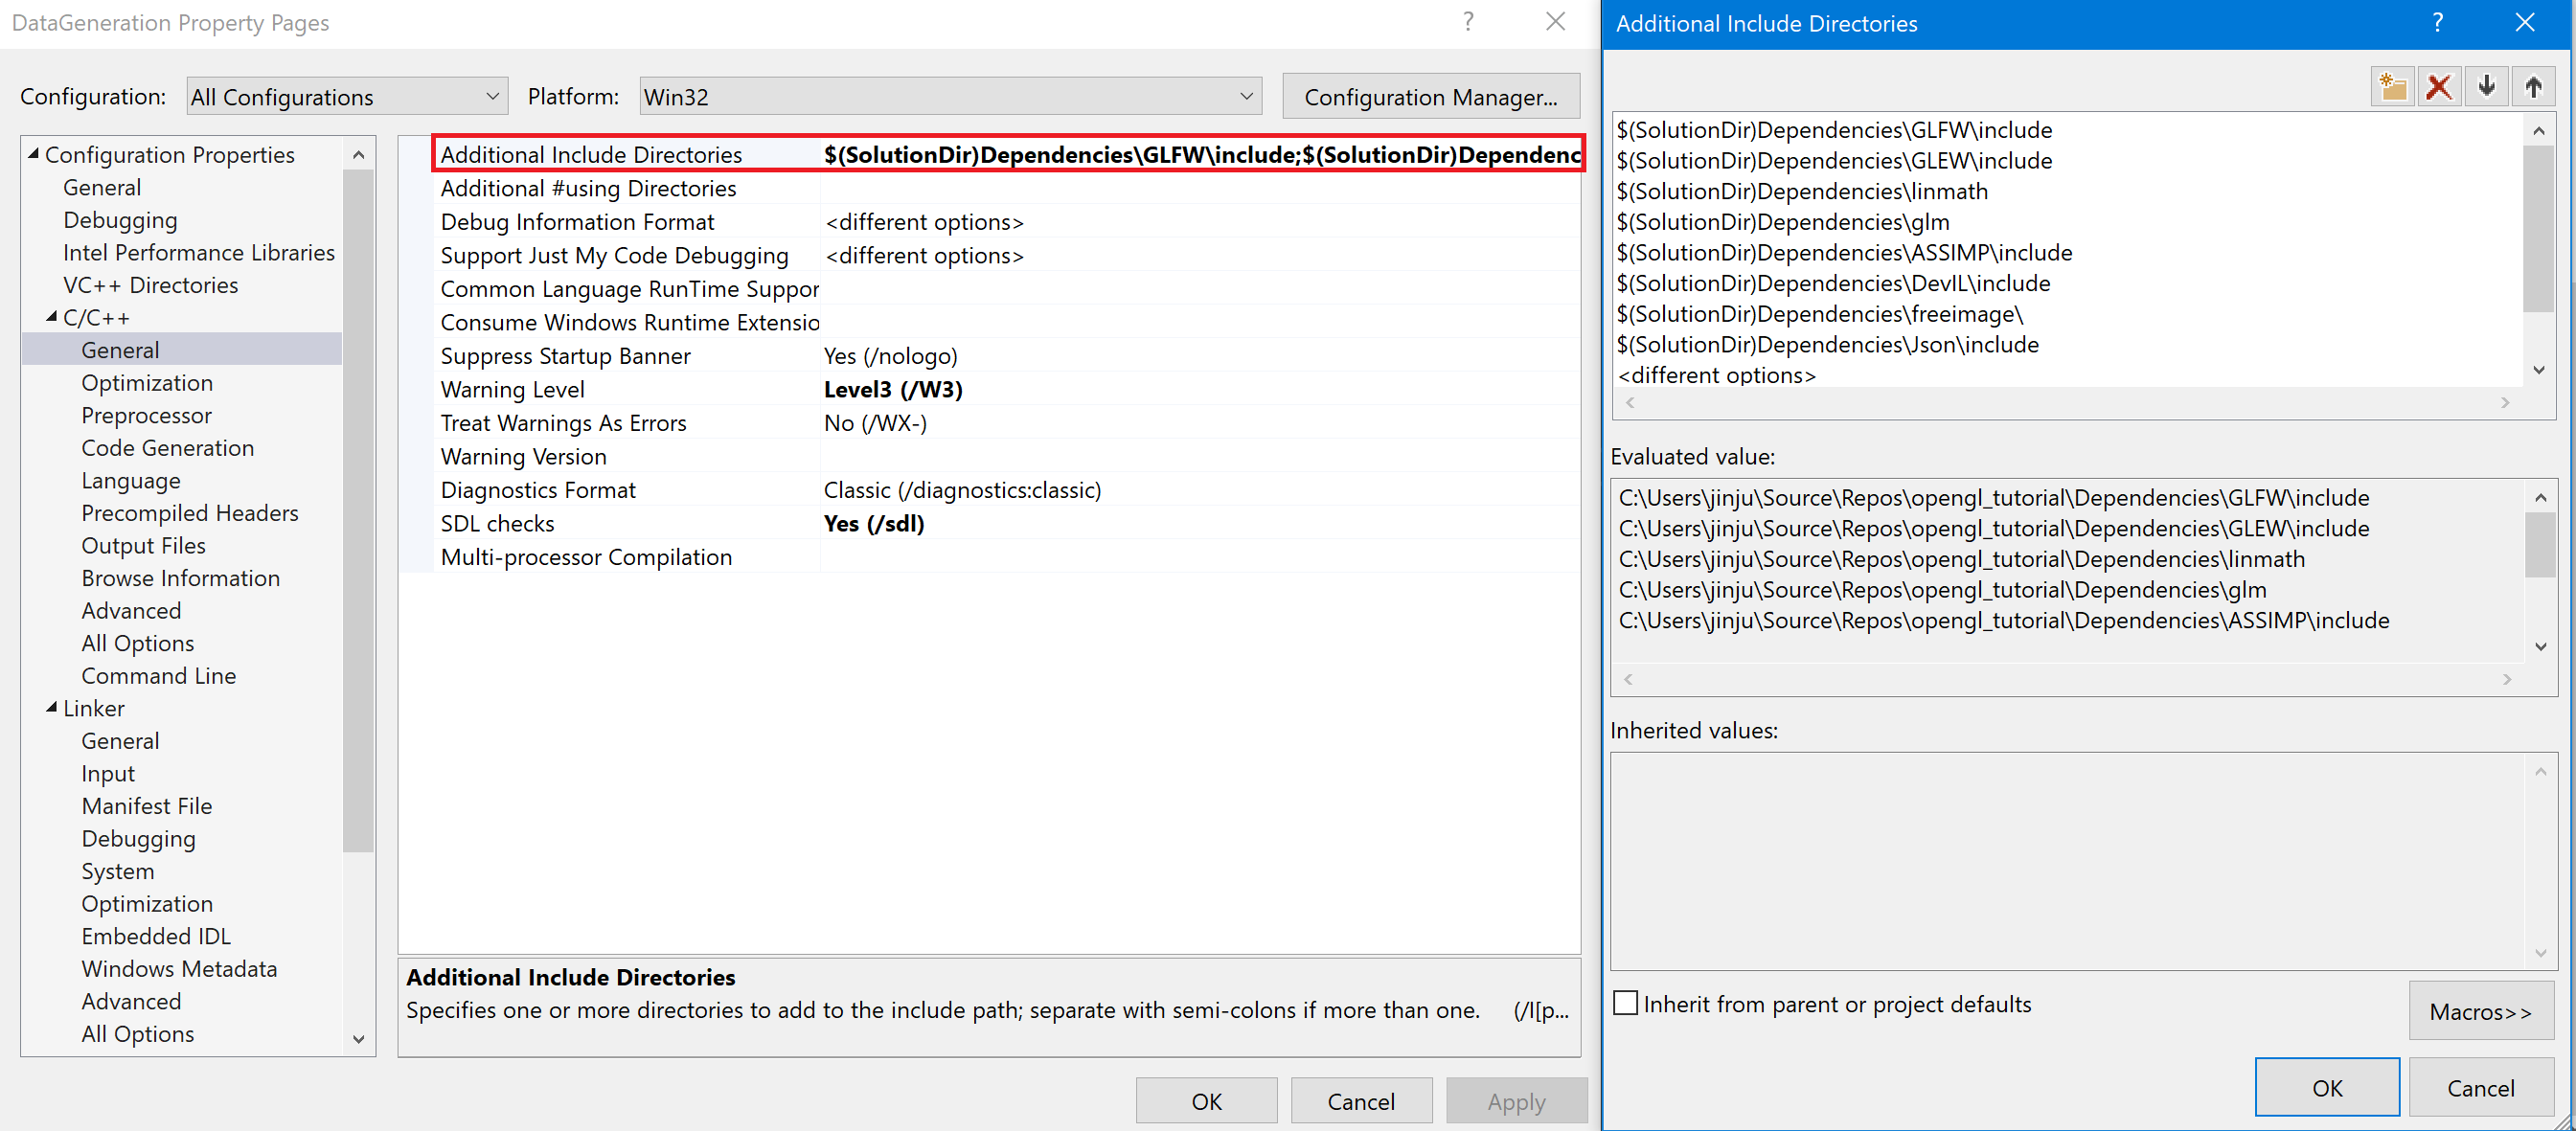 DataGeneration Property Pages
Configuration:
All Configurations
Platform:
Win32
Configuration Manager...
Configuration Properties
General
Debugging
Intel Performance Libraries
VC++ Directories
C/C++
General
Optimization
Preprocessor
Code Generation
Language
Precompiled Headers
Output Files
Browse Information
Advanced
All Options
Command Line
Linker
General
Input
Manifest File
Debugging
System
Optimization
Embedded IDL
Windows Metadata
Advanced
All Options
Additional Include Directories $(SolutionDir)Dependencies\GLFW\include;$(SolutionDir)Dependenc
Additional #using Directories
Debug Information Format <different options>
Support Just My Code Debugging <different options>
Common Language RunTime Suppor
Consume Windows Runtime Extensio
Suppress Startup Banner Yes (/nologo)
Warning Level Level3 (/W3)
Treat Warnings As Errors No (/WX-)
Warning Version
Diagnostics Format Classic (/diagnostics:classic)
SDL checks Yes (/sdl)
Multi-processor Compilation
Additional Include Directories
Specifies one or more directories to add to the include path; separate with semi-colons if more than one. (/I[p...
OK
Cancel
Apply
Additional Include Directories
$(SolutionDir)Dependencies\GLFW\include
$(SolutionDir)Dependencies\GLEW\include
$(SolutionDir)Dependencies\linmath
$(SolutionDir)Dependencies\glm
$(SolutionDir)Dependencies\ASSIMP\include
$(SolutionDir)Dependencies\DevIL\include
$(SolutionDir)Dependencies\freeimage\
$(SolutionDir)Dependencies\Json\include
<different options>
Evaluated value:
C:\Users\jinju\Source\Repos\opengl_tutorial\Dependencies\GLFW\include
C:\Users\jinju\Source\Repos\opengl_tutorial\Dependencies\GLEW\include
C:\Users\jinju\Source\Repos\opengl_tutorial\Dependencies\linmath
C:\Users\jinju\Source\Repos\opengl_tutorial\Dependencies\glm
C:\Users\jinju\Source\Repos\opengl_tutorial\Dependencies\ASSIMP\include
Inherited values:
Inherit from parent or project defaults
Macros>>
OK
Cancel